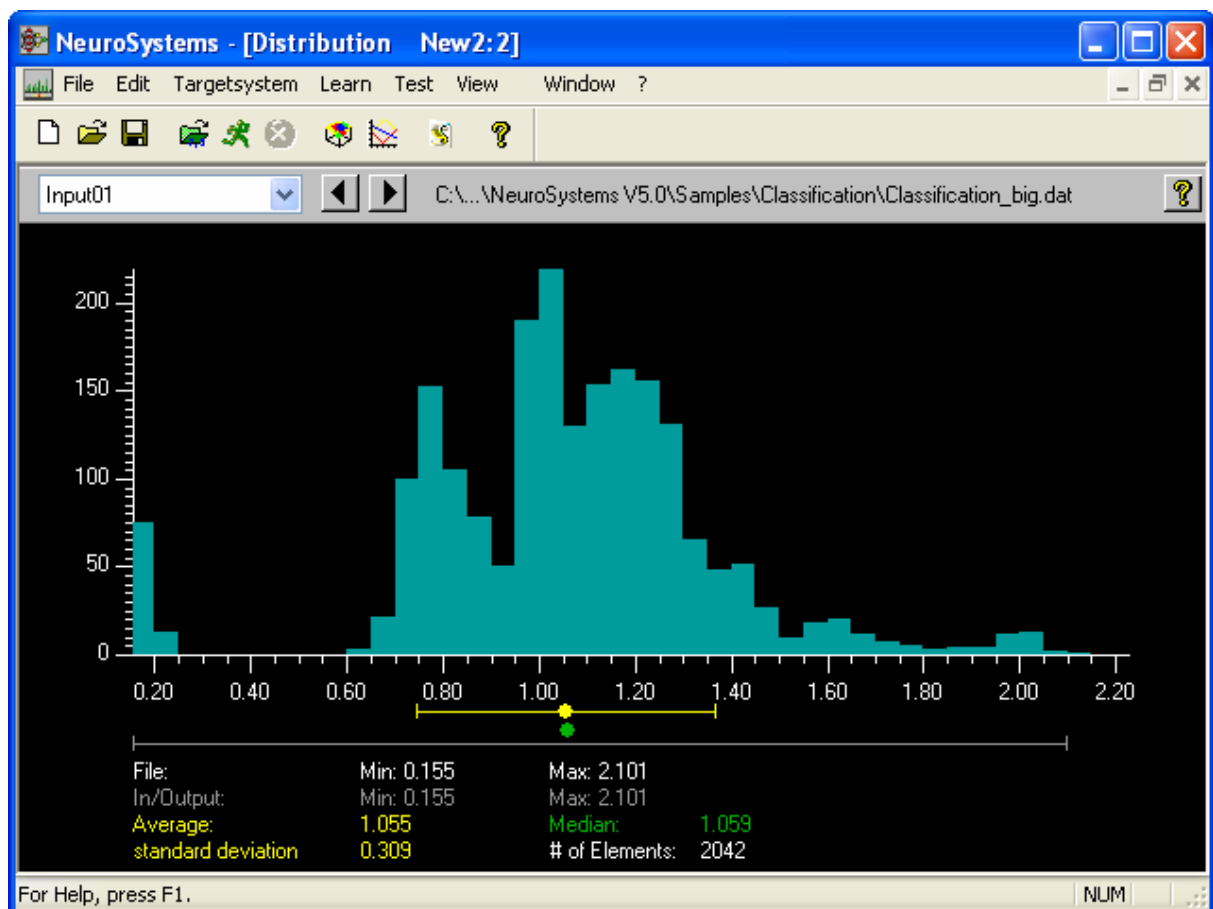 NeuroSystems - [Distribution New2:2]
File Edit Targetsystem Learn Test View Window ?
Input01 C:\...\NeuroSystems V5.0\Samples\Classification\Classification_big.dat
200
150
100
50
0
0.20 0.40 0.60 0.80 1.00 1.20 1.40 1.60 1.80 2.00 2.20
File: Min: 0.155 Max: 2.101
In/Output: Min: 0.155 Max: 2.101
Average: 1.055 Median: 1.059
standard deviation 0.309 # of Elements: 2042
For Help, press F1. NUM